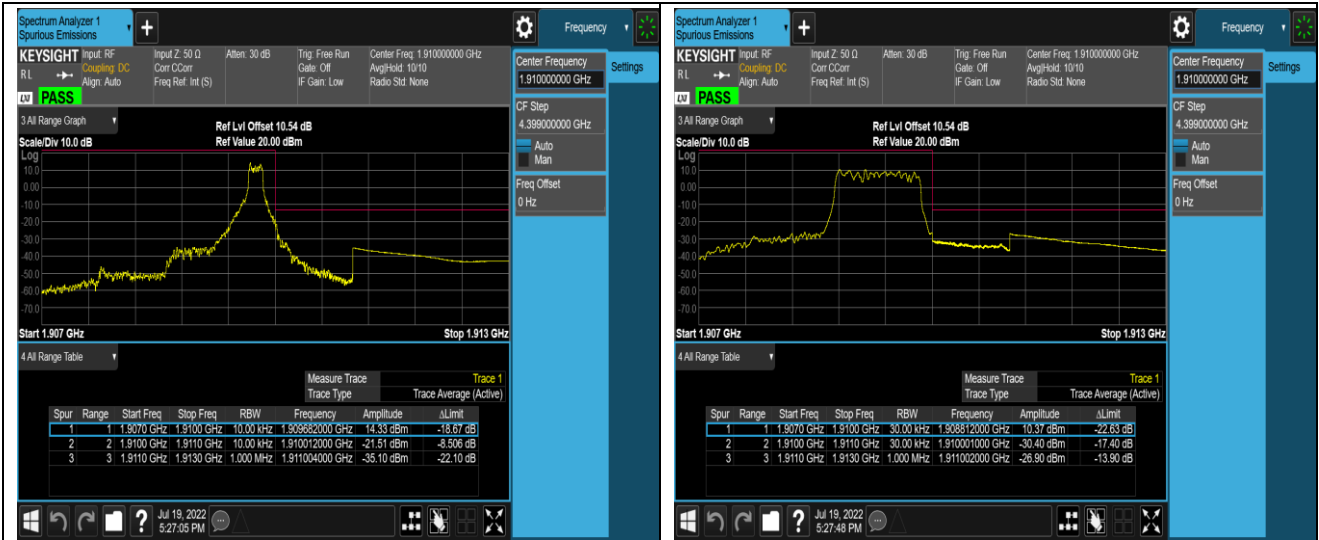 Spectrum Analyzer 1
Spurious Emissions
Frequency
KEYSIGHT Input: RF Input Z: 50 Ω Atten: 30 dB Trig: Free Run Center Freq: 1.910000000 GHz
RL Coupling: DC Corr CCorr Gate: Off Avg|Hold: 10/10
Align: Auto Freq Ref: Int (S) IF Gain: Low Radio Std: None
PASS
Center Frequency
1.910000000 GHz
Settings
CF Step
4.399000000 GHz
Auto
Man
Freq Offset
0 Hz
3 All Range Graph
Ref Lvl Offset 10.54 dB
Scale/Div 10.0 dB Ref Value 20.00 dBm
Log
10.0
0.00
-10.0
-20.0
-30.0
-40.0
-50.0
-60.0
-70.0
Start 1.907 GHz Stop 1.913 GHz
4 All Range Table
Measure Trace Trace 1
Trace Type Trace Average (Active)
Spur Range Start Freq Stop Freq RBW Frequency Amplitude ΔLimit
1 1 1.9070 GHz 1.9100 GHz 10.00 kHz 1.909682000 GHz 14.33 dBm -18.67 dB
2 2 1.9100 GHz 1.9110 GHz 10.00 kHz 1.910012000 GHz -21.51 dBm -8.506 dB
3 3 1.9110 GHz 1.9130 GHz 1.000 MHz 1.911004000 GHz -35.10 dBm -22.10 dB
Jul 19, 2022
5:27:05 PM
Spectrum Analyzer 1
Spurious Emissions
Frequency
KEYSIGHT Input: RF Input Z: 50 Ω Atten: 30 dB Trig: Free Run Center Freq: 1.910000000 GHz
RL Coupling: DC Corr CCorr Gate: Off Avg|Hold: 10/10
Align: Auto Freq Ref: Int (S) IF Gain: Low Radio Std: None
PASS
Center Frequency
1.910000000 GHz
Settings
CF Step
4.399000000 GHz
Auto
Man
Freq Offset
0 Hz
3 All Range Graph
Ref Lvl Offset 10.54 dB
Scale/Div 10.0 dB Ref Value 20.00 dBm
Log
10.0
0.00
-10.0
-20.0
-30.0
-40.0
-50.0
-60.0
-70.0
Start 1.907 GHz Stop 1.913 GHz
4 All Range Table
Measure Trace Trace 1
Trace Type Trace Average (Active)
Spur Range Start Freq Stop Freq RBW Frequency Amplitude ΔLimit
1 1 1.9070 GHz 1.9100 GHz 30.00 kHz 1.908812000 GHz 10.37 dBm -22.63 dB
2 2 1.9100 GHz 1.9110 GHz 30.00 kHz 1.910001000 GHz -30.40 dBm -17.40 dB
3 3 1.9110 GHz 1.9130 GHz 1.000 MHz 1.911002000 GHz -26.90 dBm -13.90 dB
Jul 19, 2022
5:27:48 PM